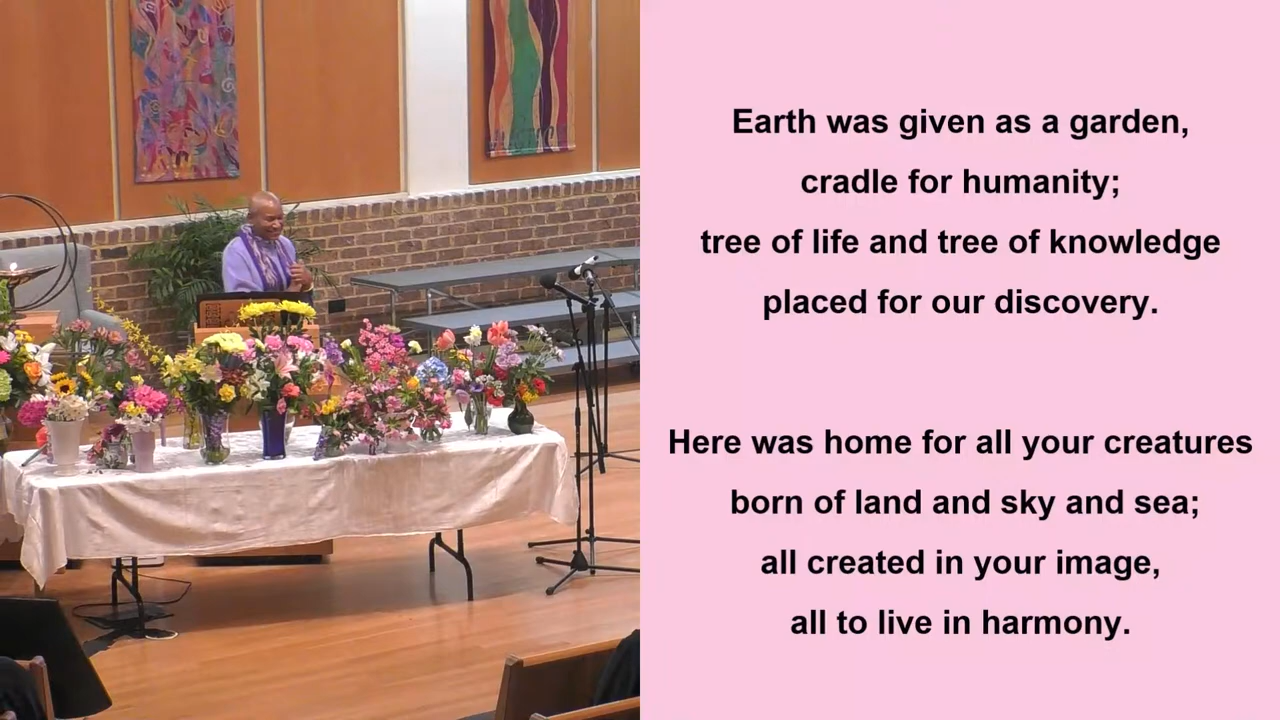 Earth was given as a garden,
cradle for humanity;
tree of life and tree of knowledge
placed for our discovery.
Here was home for all your creatures
born of land and sky and sea;
all created in your image,
all to live in harmony.